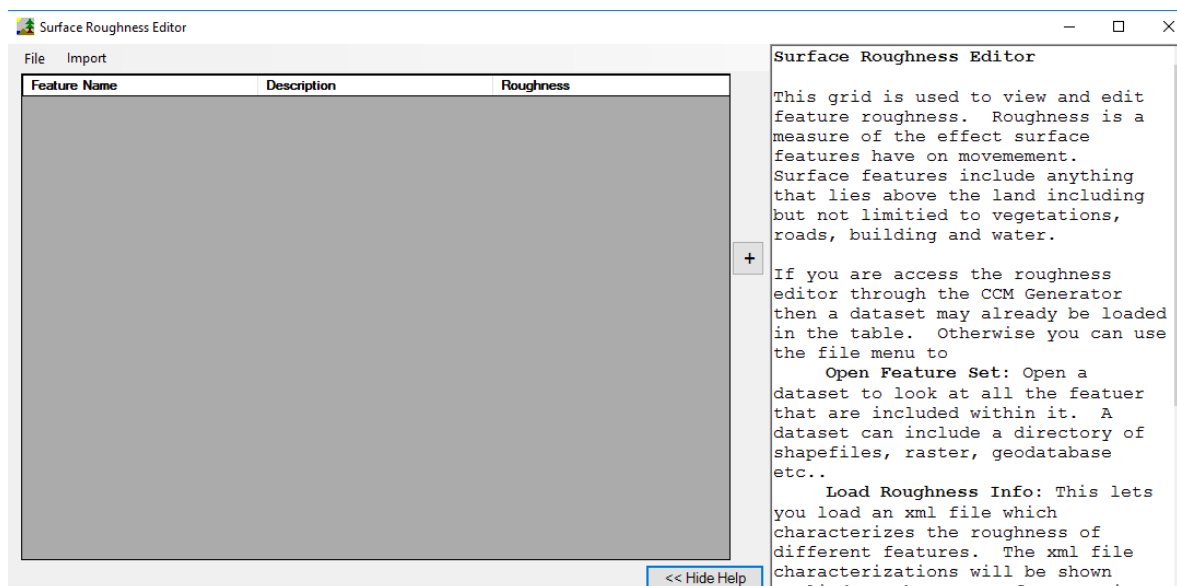 Surface Roughness Editor
File Import
Feature Name Description Roughness
+
<< Hide Help
Surface Roughness Editor
This grid is used to view and edit
feature roughness. Roughness is a
measure of the effect surface
features have on movemement.
Surface features include anything
that lies above the land including
but not limitied to vegetations,
roads, building and water.
If you are access the roughness
editor through the CCM Generator
then a dataset may already be loaded
in the table. Otherwise you can use
the file menu to
Open Feature Set: Open a
dataset to look at all the featuer
that are included within it. A
dataset can include a directory of
shapefiles, raster, geodatabase
etc..
Load Roughness Info: This lets
you load an xml file which
characterizes the roughness of
different features. The xml file
characterizations will be shown